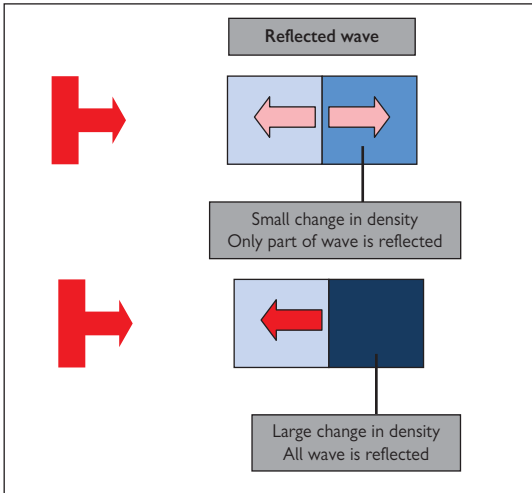 Reflected wave
Small change in density
Only part of wave is reflected
Large change in density
All wave is reflected